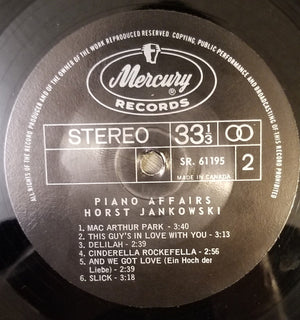 ALL RIGHTS OF THE RECORD PRODUCER AND OF THE OWNER OF THE WORK REPRODUCED RESERVED. COPYING, PUBLIC PERFORMANCE AND BROADCASTING OF THIS RECORD PROHIBITED
Mercury
®
RECORDS
STEREO
33⅓
SR. 61195
MADE IN CANADA
2
PIANO AFFAIRS
HORST JANKOWSKI
1. MAC ARTHUR PARK - 3:40
2. THIS GUY'S IN LOVE WITH YOU - 3:13
3. DELILAH - 2:39
4. CINDERELLA ROCKEFELLA - 2:56
5. AND WE GOT LOVE (Ein Hoch der
Liebe) - 2:39
6. SLICK - 3:18